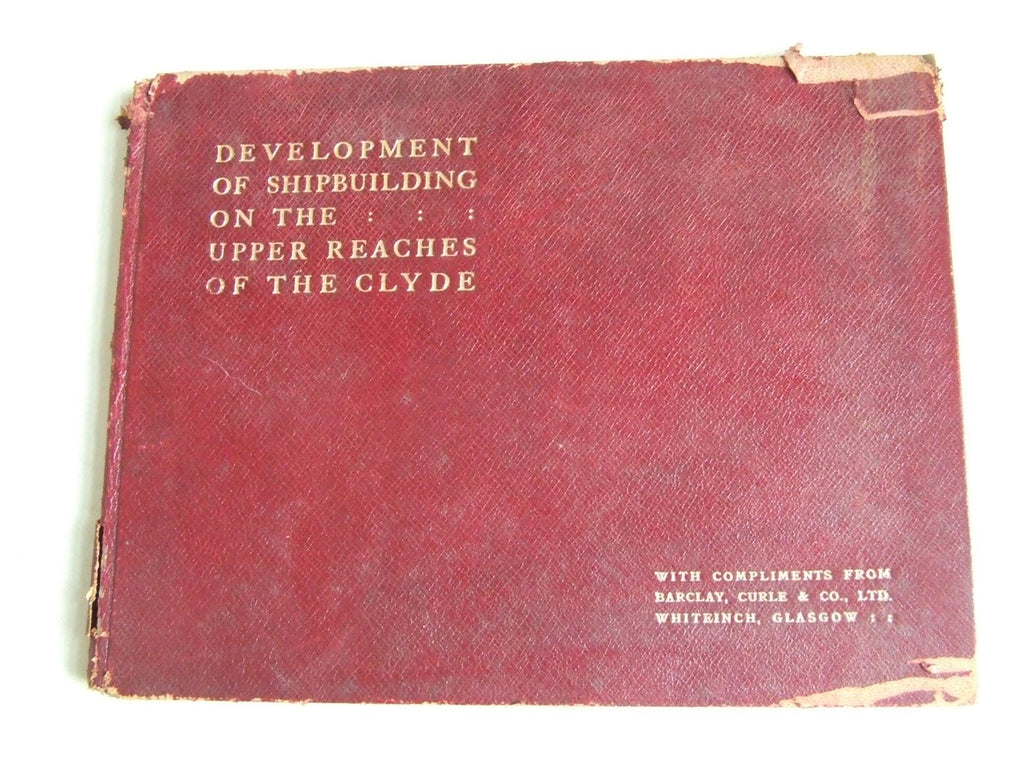 DEVELOPMENT
OF SHIPBUILDING
ON THE : : :
UPPER REACHES
OF THE CLYDE
WITH COMPLIMENTS FROM
BARCLAY, CURLE & CO., LTD.
WHITEINCH, GLASGOW : :